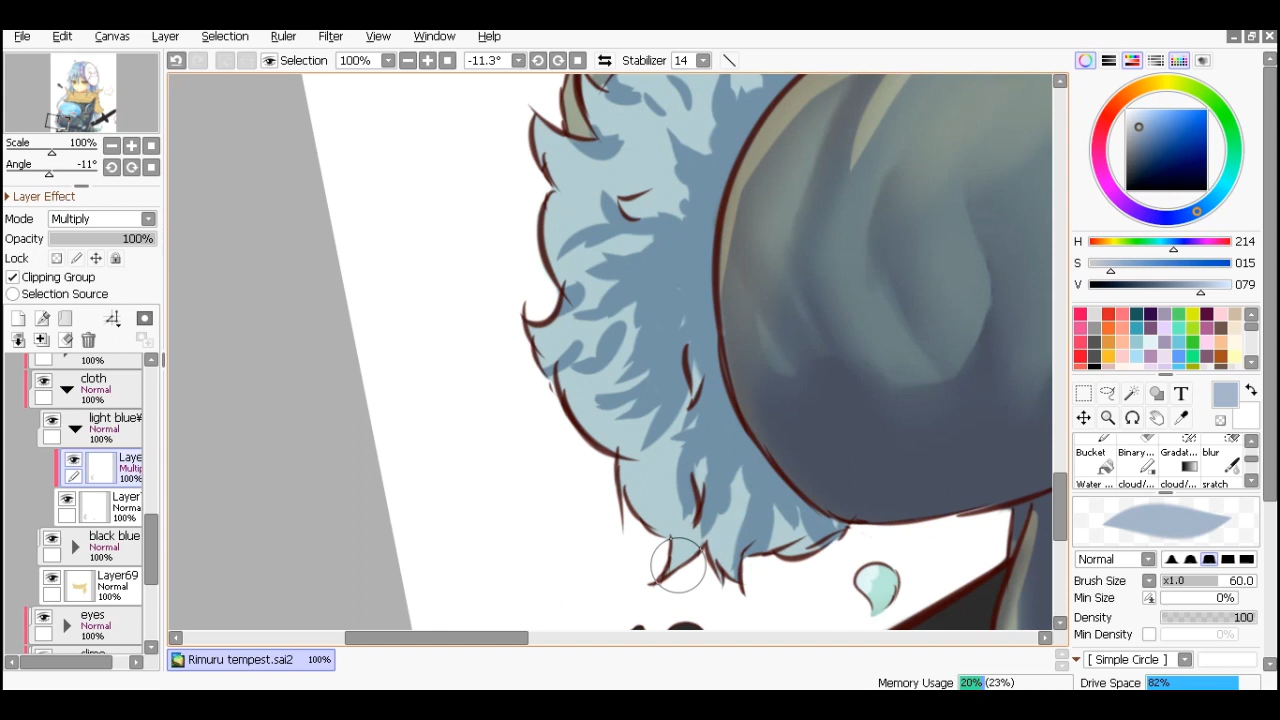 File Edit Canvas Layer Selection Ruler Filter View Window Help
Selection 100% -11.3° Stabilizer 14
Scale 100%
Angle -11°
Layer Effect
Mode Multiply
Opacity 100%
Lock
Clipping Group
Selection Source
100%
cloth
Normal
100%
light blue
Normal
100%
Laye
Multip
100%
Layer
Norma
100%
black blue
Normal
100%
Layer69
Normal
100%
eyes
Normal
100%
H 214
S 015
V 079
T
Bucket Binary... Gradat... blur
Water ... cloud/... cloud/... sratch
Normal
Brush Size x1.0 60.0
Min Size 0%
Density 100
Min Density 0%
[ Simple Circle ]
Rimuru tempest.sai2 100%
Memory Usage 20% (23%) Drive Space 82%